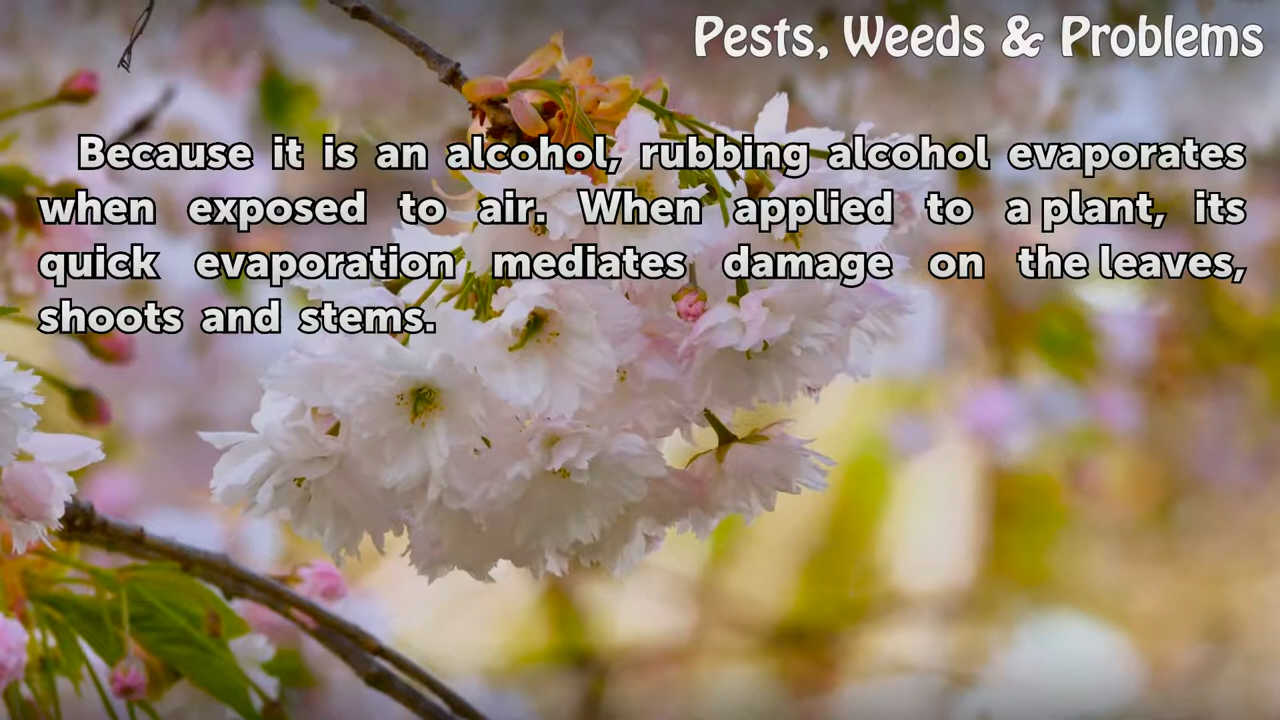 Pests, Weeds & Problems
Because it is an alcohol, rubbing alcohol evaporates
when exposed to air. When applied to a plant, its
quick evaporation mediates damage on the leaves,
shoots and stems.